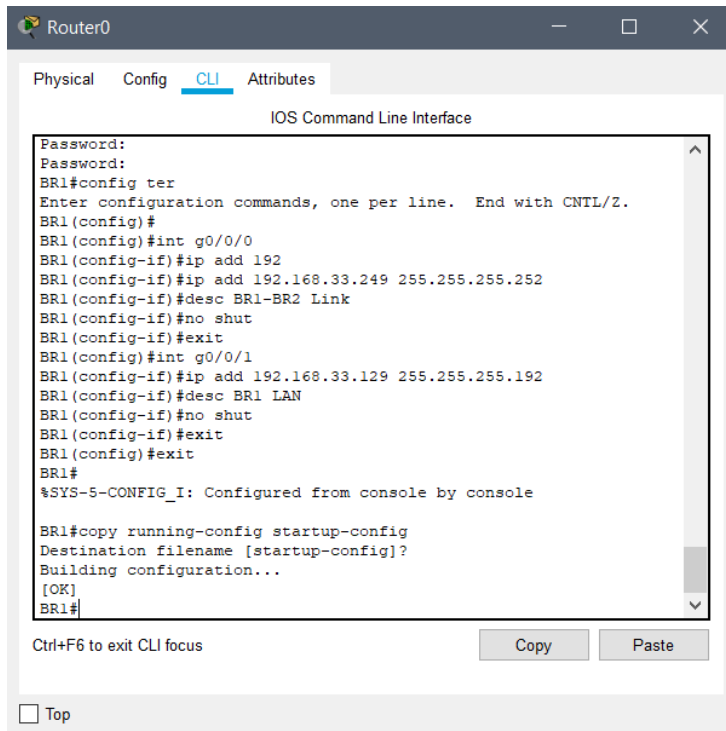 Router0
Physical Config CLI Attributes
IOS Command Line Interface
Password:
Password:
BR1#config ter
Enter configuration commands, one per line.  End with CNTL/Z.
BR1(config)#
BR1(config)#int g0/0/0
BR1(config-if)#ip add 192
BR1(config-if)#ip add 192.168.33.249 255.255.255.252
BR1(config-if)#desc BR1-BR2 Link
BR1(config-if)#no shut
BR1(config-if)#exit
BR1(config)#int g0/0/1
BR1(config-if)#ip add 192.168.33.129 255.255.255.192
BR1(config-if)#desc BR1 LAN
BR1(config-if)#no shut
BR1(config-if)#exit
BR1(config)#exit
BR1#
%SYS-5-CONFIG_I: Configured from console by console
BR1#copy running-config startup-config
Destination filename [startup-config]?
Building configuration...
[OK]
BR1#
Ctrl+F6 to exit CLI focus Copy Paste
Top